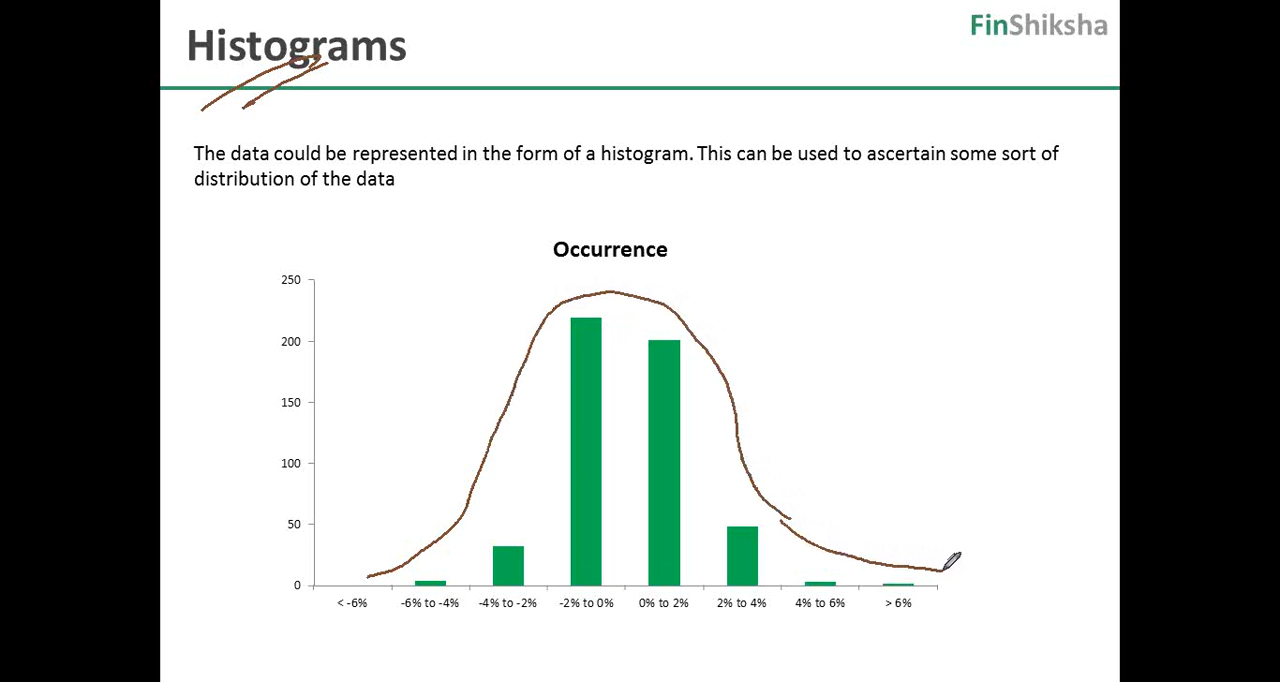 FinShiksha
Histograms
The data could be represented in the form of a histogram. This can be used to ascertain some sort of
distribution of the data
Occurrence
250
200
150
100
50
0
< -6% -6% to -4% -4% to -2% -2% to 0% 0% to 2% 2% to 4% 4% to 6% > 6%